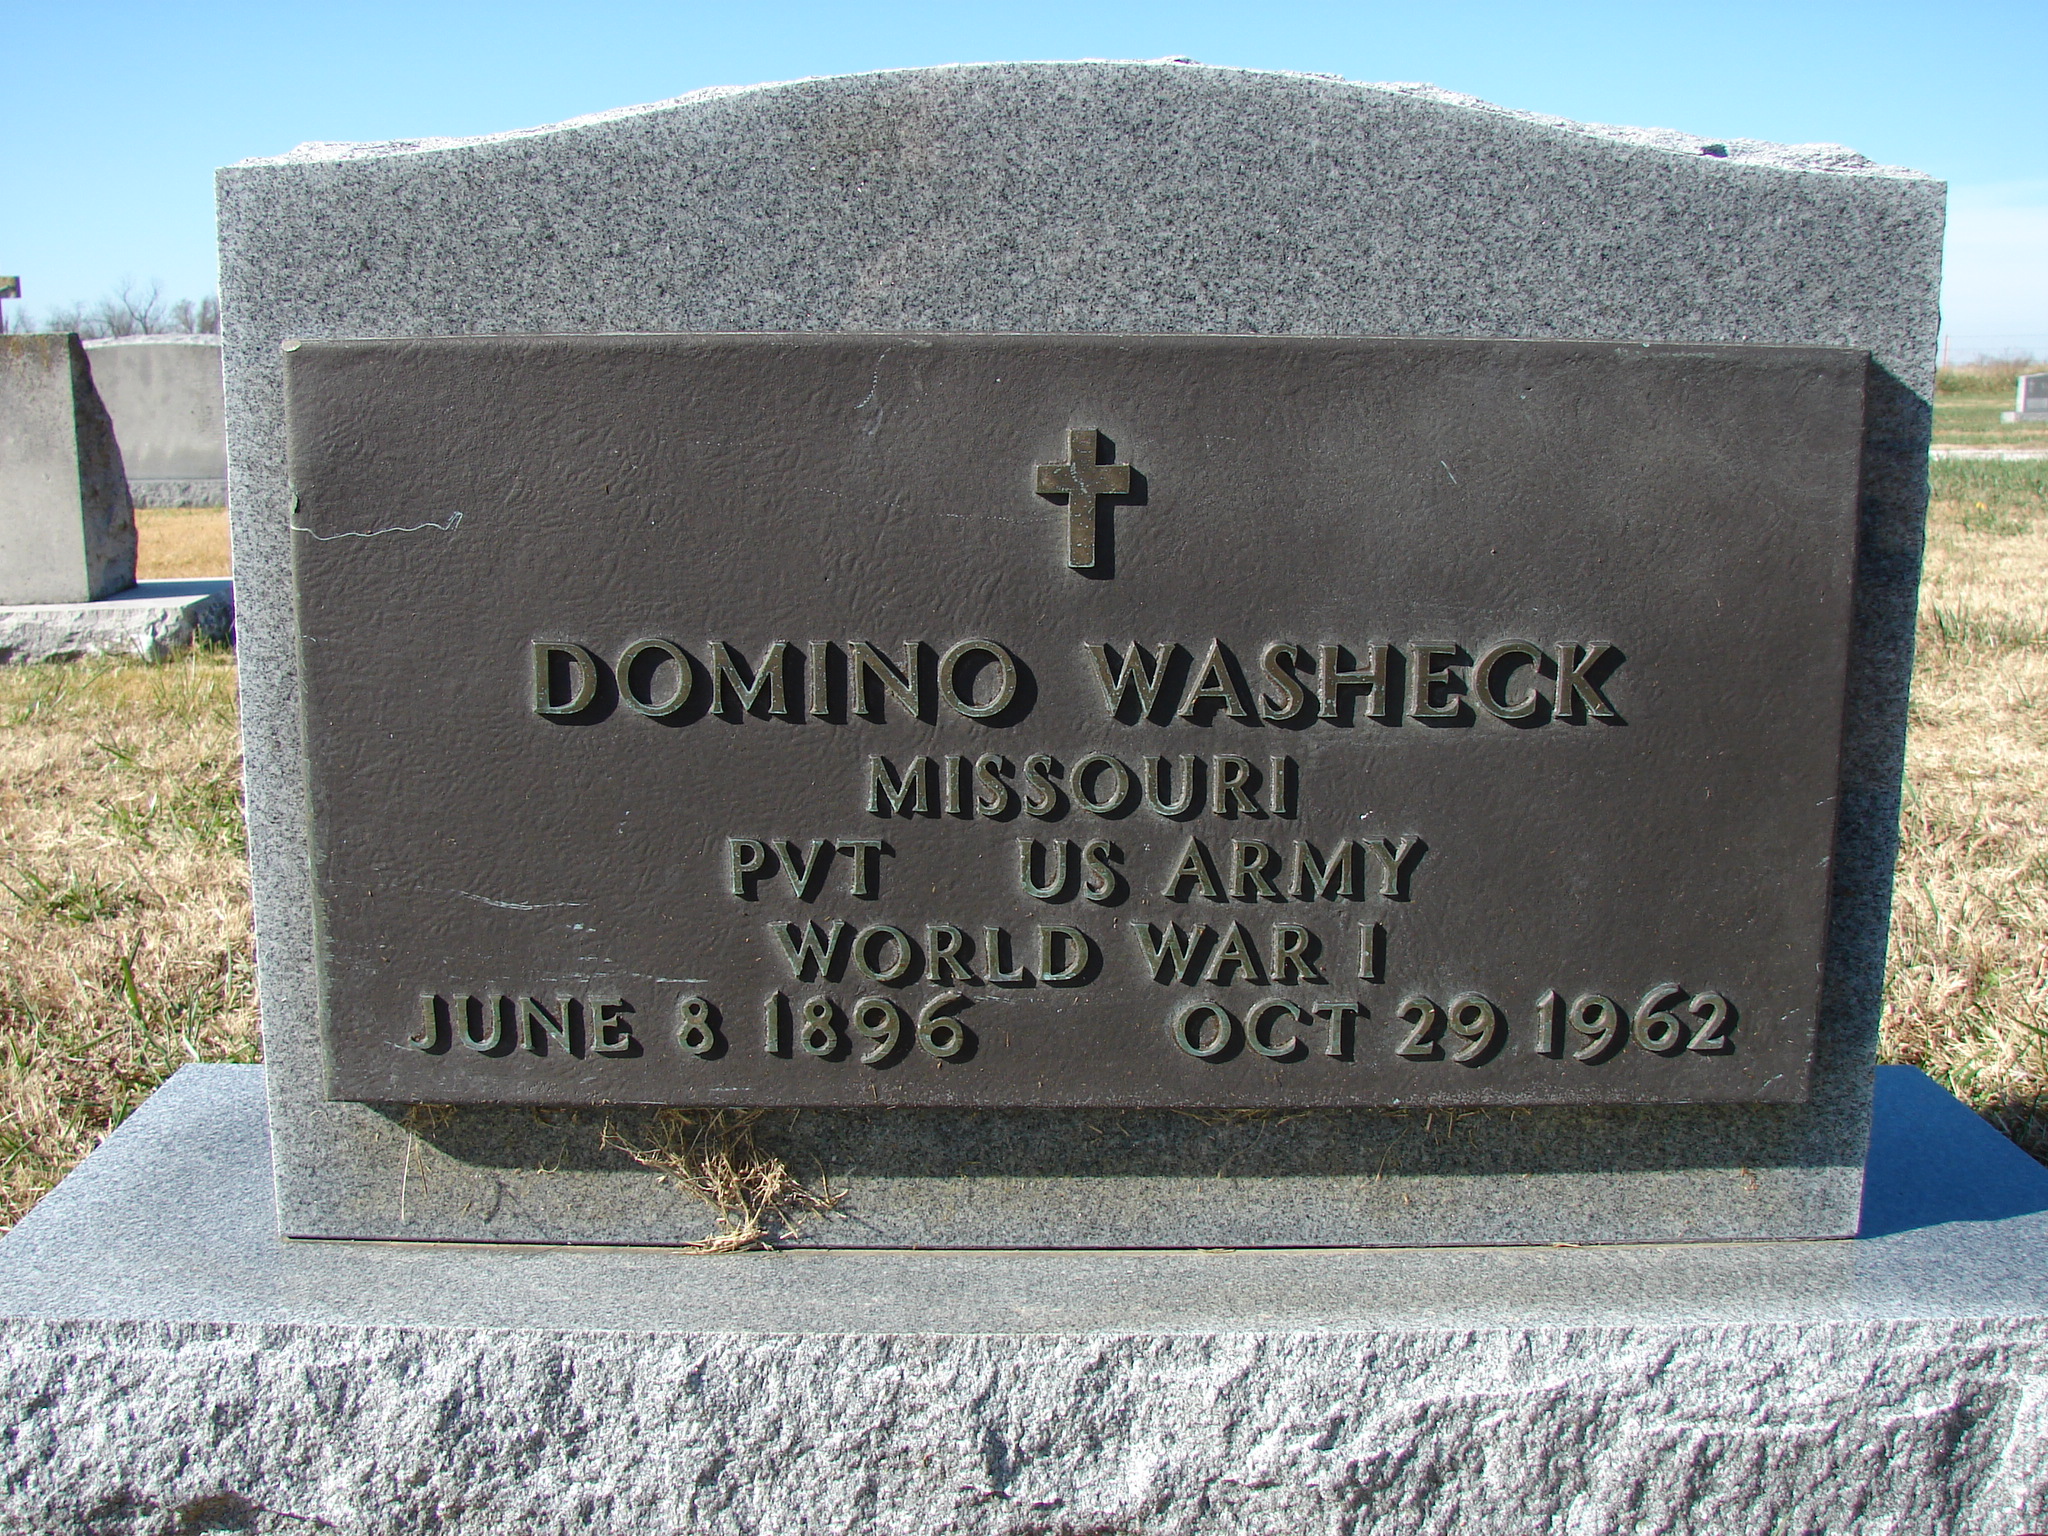 DOMINO WASHECK
MISSOURI
PVT US ARMY
WORLD WAR I
JUNE 8 1896 OCT 29 1962